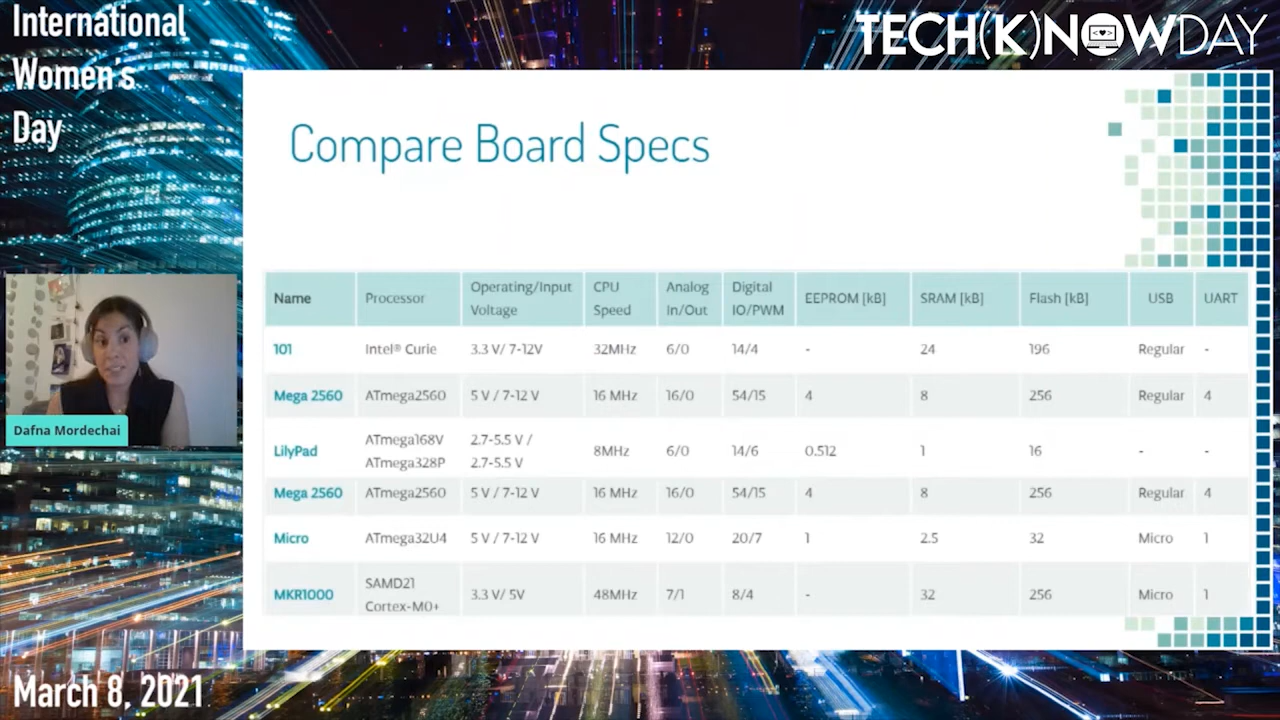 International
Women's
Day
TECH(K)NOWDAY
Compare Board Specs
Name Processor Operating/Input Voltage CPU Speed Analog In/Out Digital IO/PWM EEPROM [kB] SRAM [kB] Flash [kB] USB UART
101 Intel® Curie 3.3 V/ 7-12V 32MHz 6/0 14/4 - 24 196 Regular -
Mega 2560 ATmega2560 5 V / 7-12 V 16 MHz 16/0 54/15 4 8 256 Regular 4
LilyPad ATmega168V ATmega328P 2.7-5.5 V / 2.7-5.5 V 8MHz 6/0 14/6 0.512 1 16 - -
Mega 2560 ATmega2560 5 V / 7-12 V 16 MHz 16/0 54/15 4 8 256 Regular 4
Micro ATmega32U4 5 V / 7-12 V 16 MHz 12/0 20/7 1 2.5 32 Micro 1
MKR1000 SAMD21 Cortex-M0+ 3.3 V/ 5V 48MHz 7/1 8/4 - 32 256 Micro 1
Dafna Mordechai
March 8, 2021